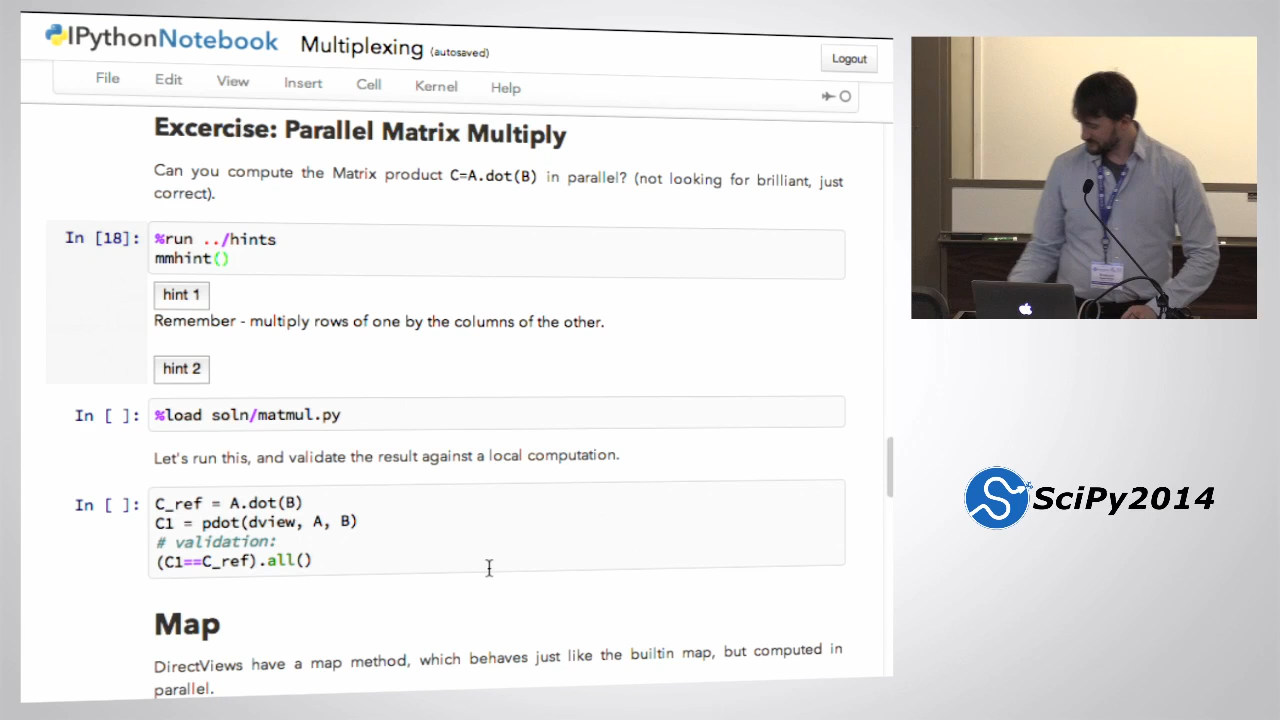 IPythonNotebook Multiplexing (autosaved)
Logout
File Edit View Insert Cell Kernel Help
Excercise: Parallel Matrix Multiply
Can you compute the Matrix product C=A.dot(B) in parallel? (not looking for brilliant, just
correct).
In [18]: %run ../hints
mmhint()
hint 1
Remember - multiply rows of one by the columns of the other.
hint 2
In [ ]: %load soln/matmul.py
Let's run this, and validate the result against a local computation.
In [ ]: C_ref = A.dot(B)
C1 = pdot(dview, A, B)
# validation:
(C1==C_ref).all()
Map
DirectViews have a map method, which behaves just like the builtin map, but computed in
parallel.
SciPy2014